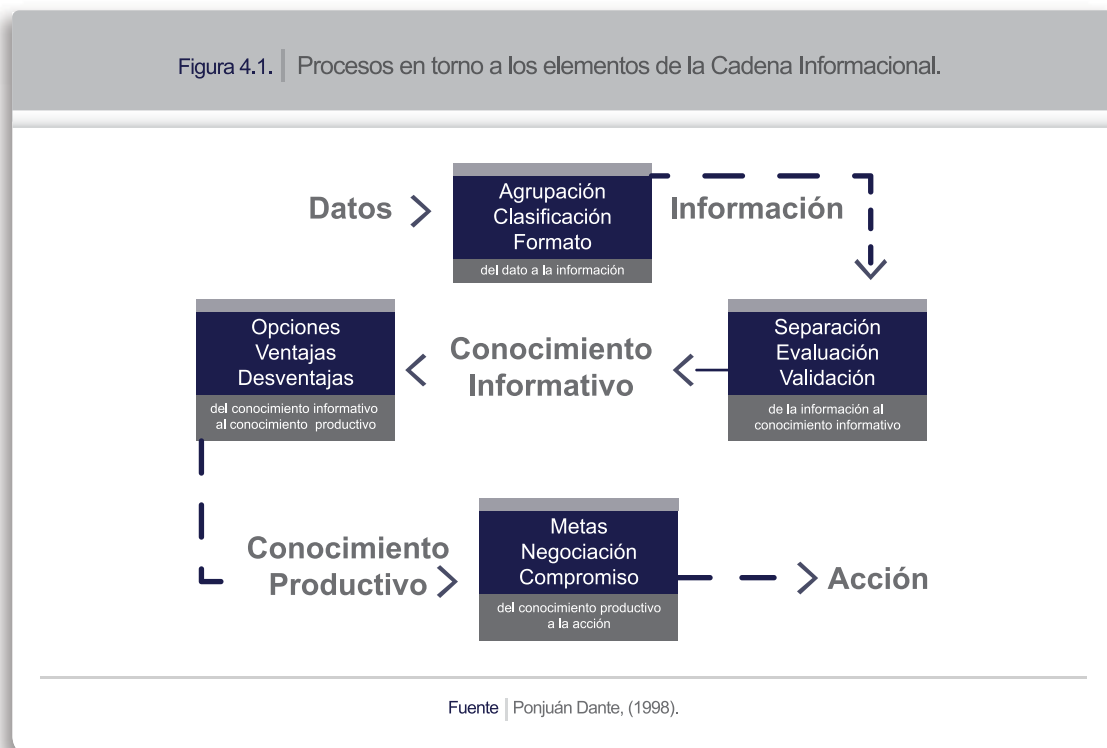 Figura 4.1. | Procesos en torno a los elementos de la Cadena Informacional.
Datos
Agrupación
Clasificación
Formato
del dato a la información
Información
Separación
Evaluación
Validación
de la información al
conocimiento informativo
Conocimiento
Informativo
Opciones
Ventajas
Desventajas
del conocimiento informativo
al conocimiento productivo
Conocimiento
Productivo
Metas
Negociación
Compromiso
del conocimiento productivo
a la acción
Acción
Fuente | Ponjuán Dante, (1998).